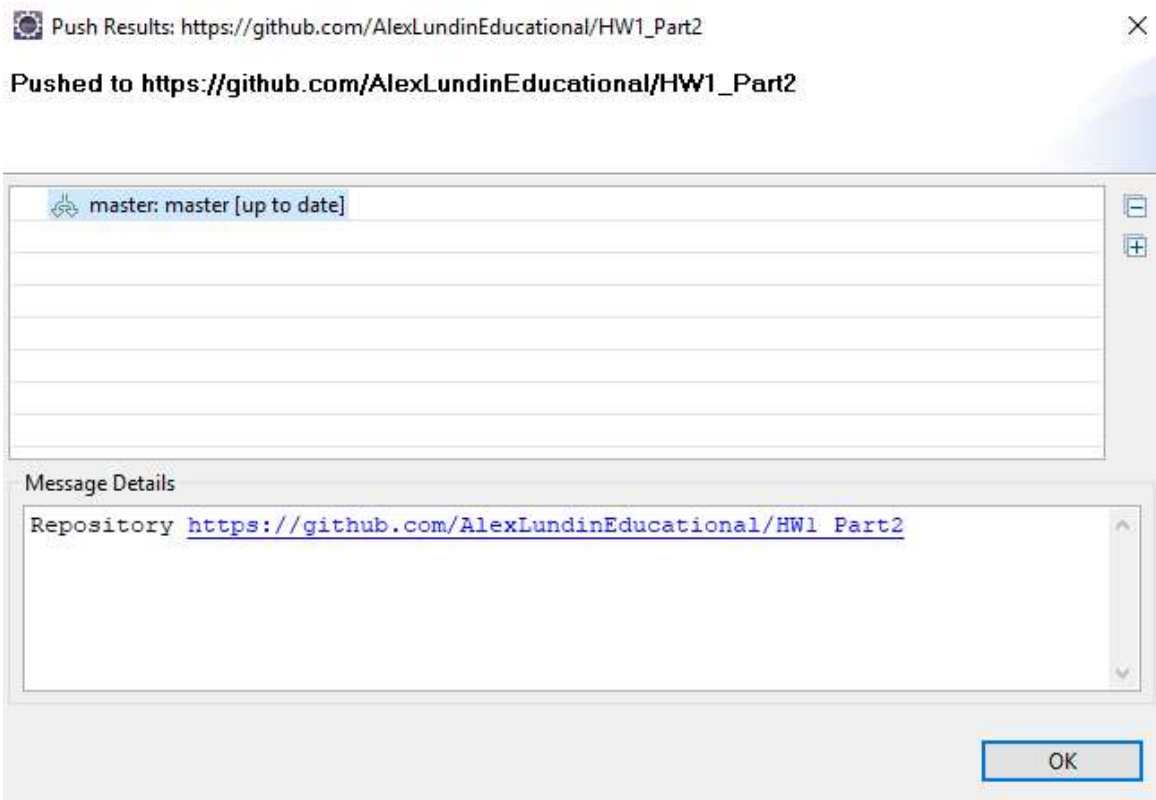 Push Results: https://github.com/AlexLundinEducational/HW1_Part2
Pushed to https://github.com/AlexLundinEducational/HW1_Part2
master: master [up to date]
Message Details
Repository https://github.com/AlexLundinEducational/HW1_Part2
OK